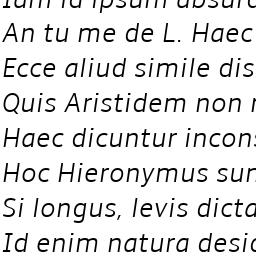 Iam id ipsum absurd
An tu me de L. Haec
Ecce aliud simile dis
Quis Aristidem non
Haec dicuntur incons
Hoc Hieronymus sum
Si longus, levis dicta
Id enim natura desid